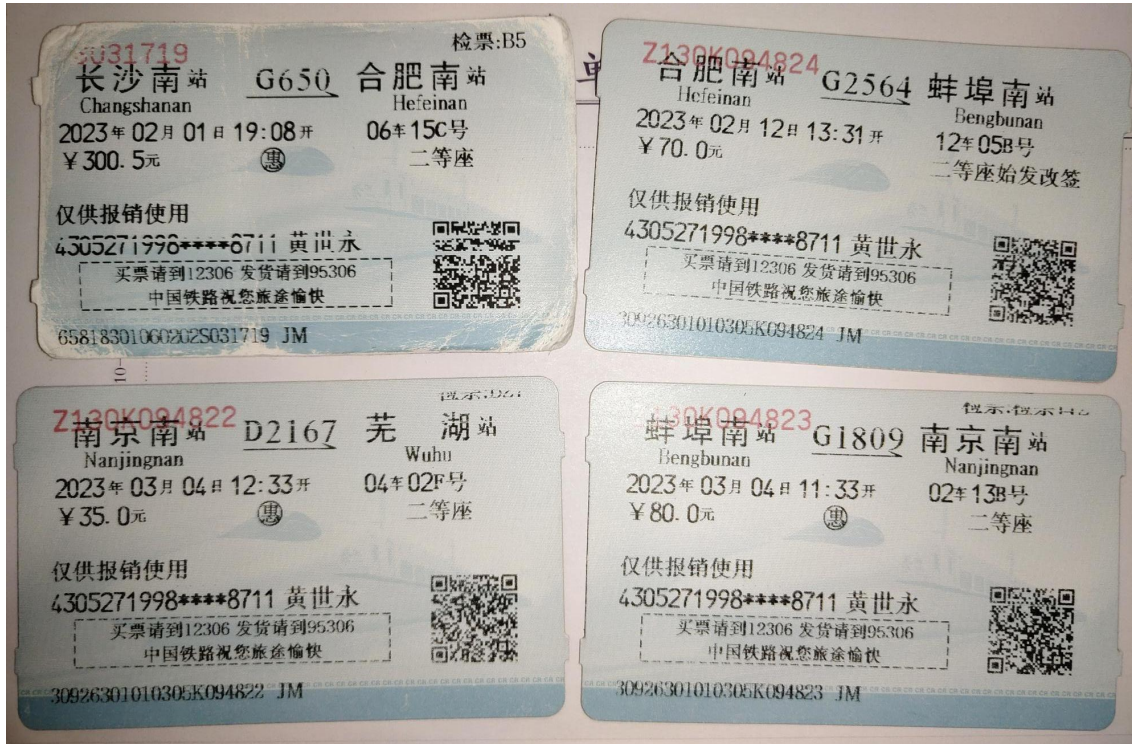 检票:B5
S031719
长沙南站 G650 合肥南站
Changshanan Hefeinan
2023年02月01日19:08开 06车15C号
¥300.5元 惠 二等座
仅供报销使用
4305271998****8711 黄世永
买票请到12306 发货请到95306
中国铁路祝您旅途愉快
65818301060202S031719 JM
Z130K094824
合肥南站 G2564 蚌埠南站
Hefeinan Bengbunan
2023年02月12日13:31开 12车05B号
¥70.0元 二等座始发改签
仅供报销使用
4305271998****8711 黄世永
买票请到12306 发货请到95306
中国铁路祝您旅途愉快
30926301010305K094824 JM
Z130K094822
南京南站 D2167 芜湖站
Nanjingnan Wuhu
2023年03月04日12:33开 04车02F号
¥35.0元 惠 二等座
仅供报销使用
4305271998****8711 黄世永
买票请到12306 发货请到95306
中国铁路祝您旅途愉快
30926301010305K094822 JM
130K094823
蚌埠南站 G1809 南京南站
Bengbunan Nanjingnan
2023年03月04日11:33开 02车13B号
¥80.0元 惠 二等座
仅供报销使用
4305271998****8711 黄世永
买票请到12306 发货请到95306
中国铁路祝您旅途愉快
30926301010305K094823 JM